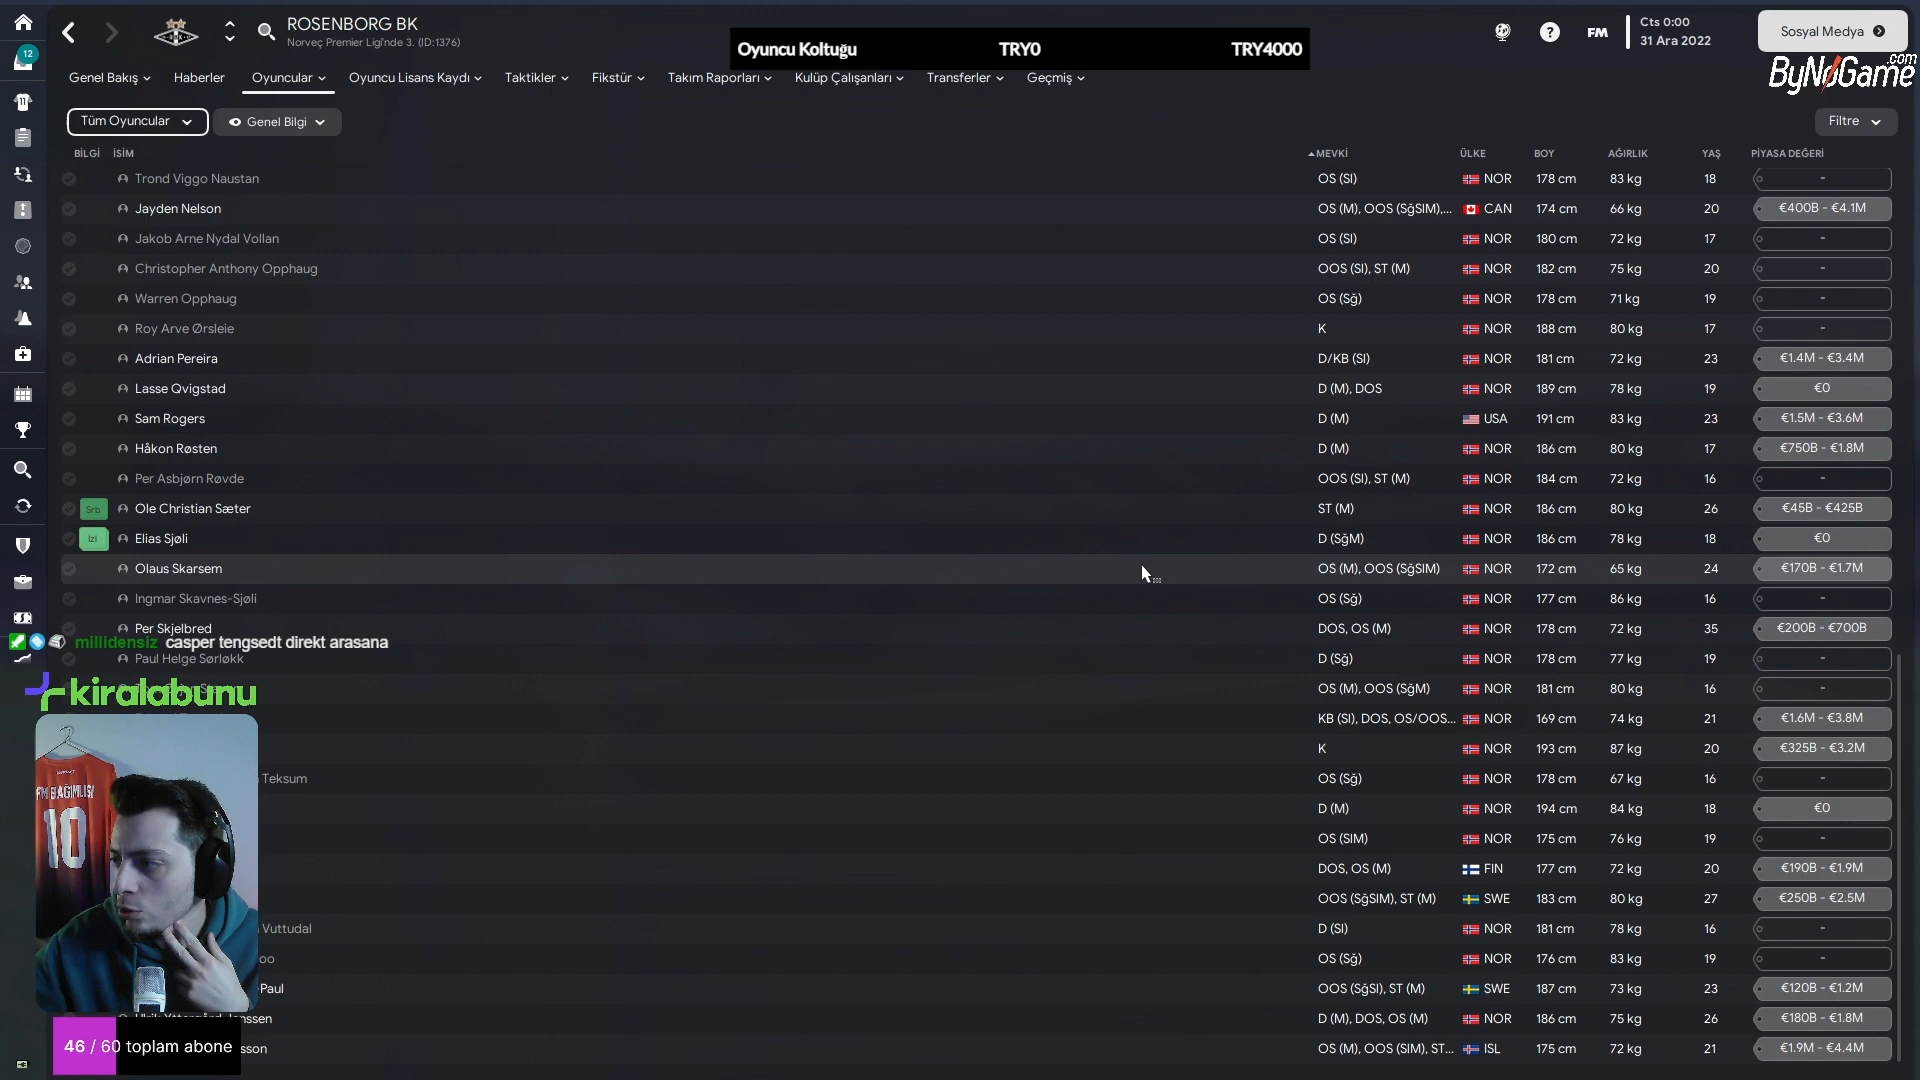 12
ROSENBORG BK
Norveç Premier Ligi'nde 3. (ID:1376)
Oyuncu Koltuğu TRY0 TRY4000
FM
Cts 0:00
31 Ara 2022
Sosyal Medya
ByNoGame.com
Genel Bakış Haberler Oyuncular Oyuncu Lisans Kaydı Taktikler Fikstür Takım Raporları Kulüp Çalışanları Transferler Geçmiş
Tüm Oyuncular Genel Bilgi Filtre
BİLGİ İSİM MEVKİ ÜLKE BOY AĞIRLIK YAŞ PİYASA DEĞERİ
Trond Viggo Naustan OS (Sl) NOR 178 cm 83 kg 18 -
Jayden Nelson OS (M), OOS (SğSlM),... CAN 174 cm 66 kg 20 €400B - €4.1M
Jakob Arne Nydal Vollan OS (Sl) NOR 180 cm 72 kg 17 -
Christopher Anthony Opphaug OOS (Sl), ST (M) NOR 182 cm 75 kg 20 -
Warren Opphaug OS (Sğ) NOR 178 cm 71 kg 19 -
Roy Arve Ørsleie K NOR 188 cm 80 kg 17 -
Adrian Pereira D/KB (Sl) NOR 181 cm 72 kg 23 €1.4M - €3.4M
Lasse Qvigstad D (M), DOS NOR 189 cm 78 kg 19 €0
Sam Rogers D (M) USA 191 cm 83 kg 23 €1.5M - €3.6M
Håkon Røsten D (M) NOR 186 cm 80 kg 17 €750B - €1.8M
Per Asbjørn Røvde OOS (Sl), ST (M) NOR 184 cm 72 kg 16 -
Srb Ole Christian Sæter ST (M) NOR 186 cm 80 kg 26 €45B - €425B
İzl Elias Sjøli D (SğM) NOR 186 cm 78 kg 18 €0
Olaus Skarsem OS (M), OOS (SğSlM) NOR 172 cm 65 kg 24 €170B - €1.7M
Ingmar Skavnes-Sjøli OS (Sğ) NOR 177 cm 86 kg 16 -
Per Skjelbred DOS, OS (M) NOR 178 cm 72 kg 35 €200B - €700B
millidensiz casper tengsedt direkt arasana
Paul Helge Sørløkk D (Sğ) NOR 178 cm 77 kg 19 -
kiralabunu
OS (M), OOS (SğM) NOR 181 cm 80 kg 16 -
KB (Sl), DOS, OS/OOS... NOR 169 cm 74 kg 21 €1.6M - €3.8M
K NOR 193 cm 87 kg 20 €325B - €3.2M
Teksum OS (Sğ) NOR 178 cm 67 kg 16 -
D (M) NOR 194 cm 84 kg 18 €0
OS (SlM) NOR 175 cm 76 kg 19 -
DOS, OS (M) FIN 177 cm 72 kg 20 €190B - €1.9M
OOS (SğSlM), ST (M) SWE 183 cm 80 kg 27 €250B - €2.5M
Vuttudal D (Sl) NOR 181 cm 78 kg 16 -
oo OS (Sğ) NOR 176 cm 83 kg 19 -
-Paul OOS (SğSl), ST (M) SWE 187 cm 73 kg 23 €120B - €1.2M
nssen D (M), DOS, OS (M) NOR 186 cm 75 kg 26 €180B - €1.8M
sson OS (M), OOS (SlM), ST... ISL 175 cm 72 kg 21 €1.9M - €4.4M
FM BAĞIMLISI
10
46 / 60 toplam abone